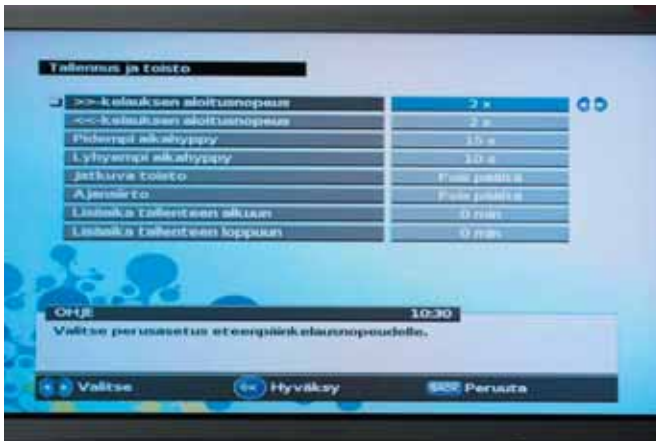 Tallennus ja toisto
>>-kelauksen aloitusnopeus 2 x
<<-kelauksen aloitusnopeus 2 x
Pidempi aikahyppy 15 s
Lyhyempi aikahyppy 10 s
Jatkuva toisto Pois päältä
Ajansiirto Pois päältä
Lisäaika tallenteen alkuun 0 min
Lisäaika tallenteen loppuun 0 min
OHJE 10:30
Valitse perusasetus eteenpäinkelausnopeudelle.
Valitse OK Hyväksy BACK Peruuta